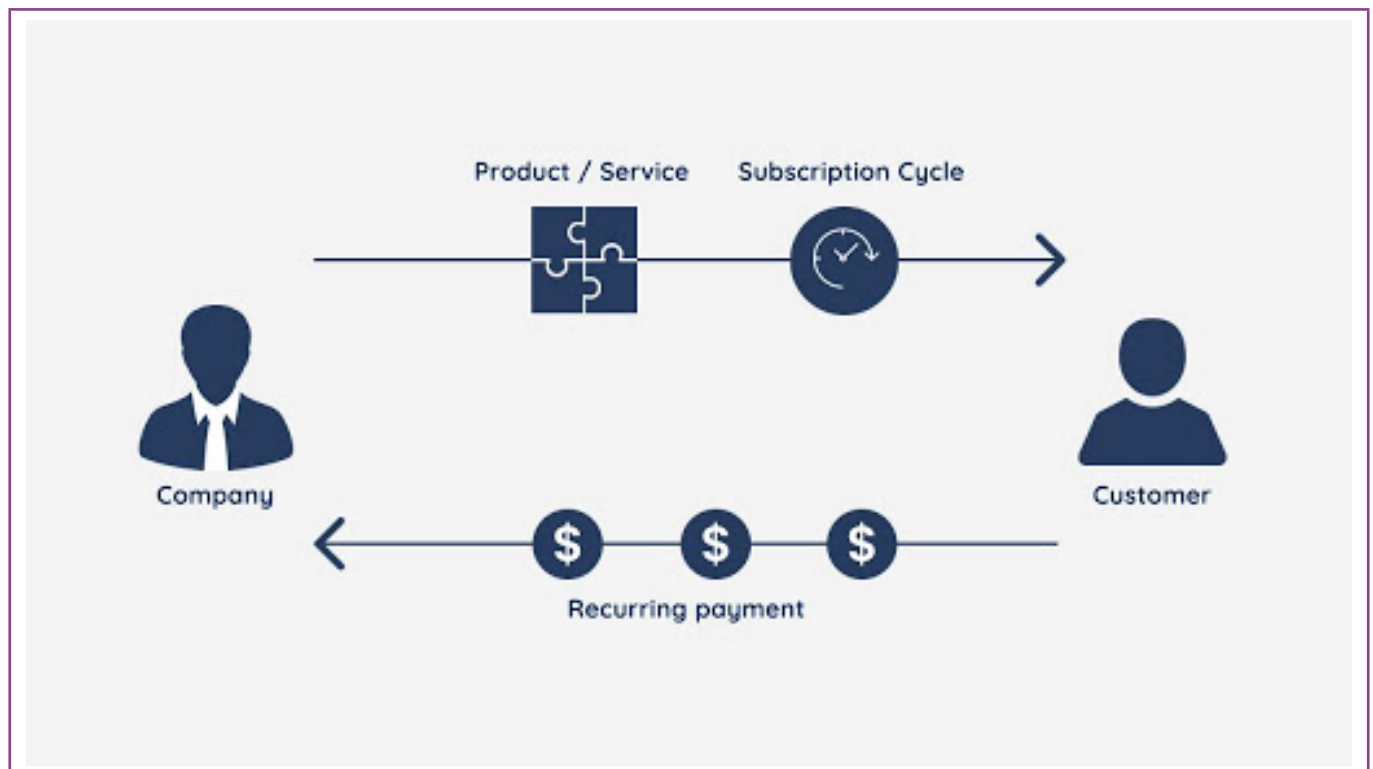 Product / Service
Subscription Cycle
Company
Customer
$ $ $
Recurring payment